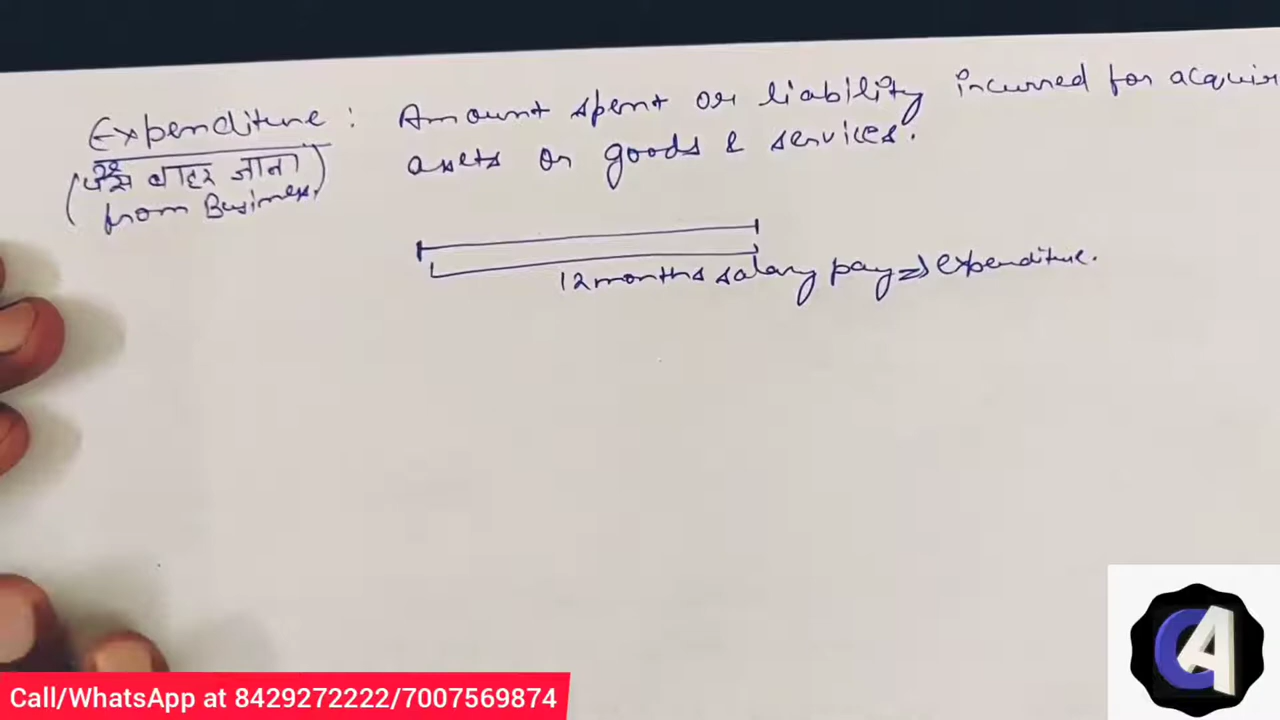 Expenditure : Amount spent or liability incurred for acquir
assets or goods & services.
(पैसे बाहर जाना
from Business)
12 months salary pay => expenditure.
Call/WhatsApp at 8429272222/7007569874
CA